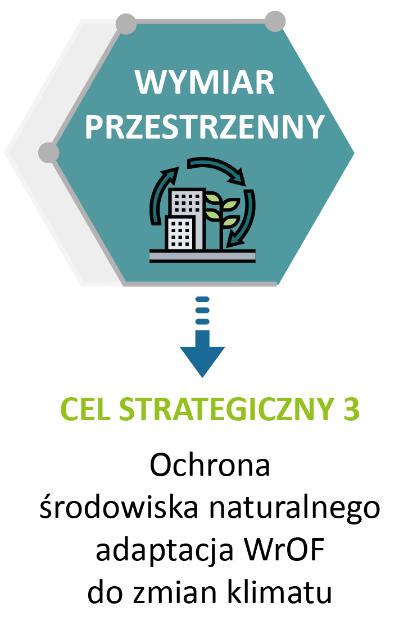 WYMIAR
PRZESTRZENNY
CEL STRATEGICZNY 3
Ochrona
środowiska naturalnego
adaptacja WrOF
do zmian klimatu